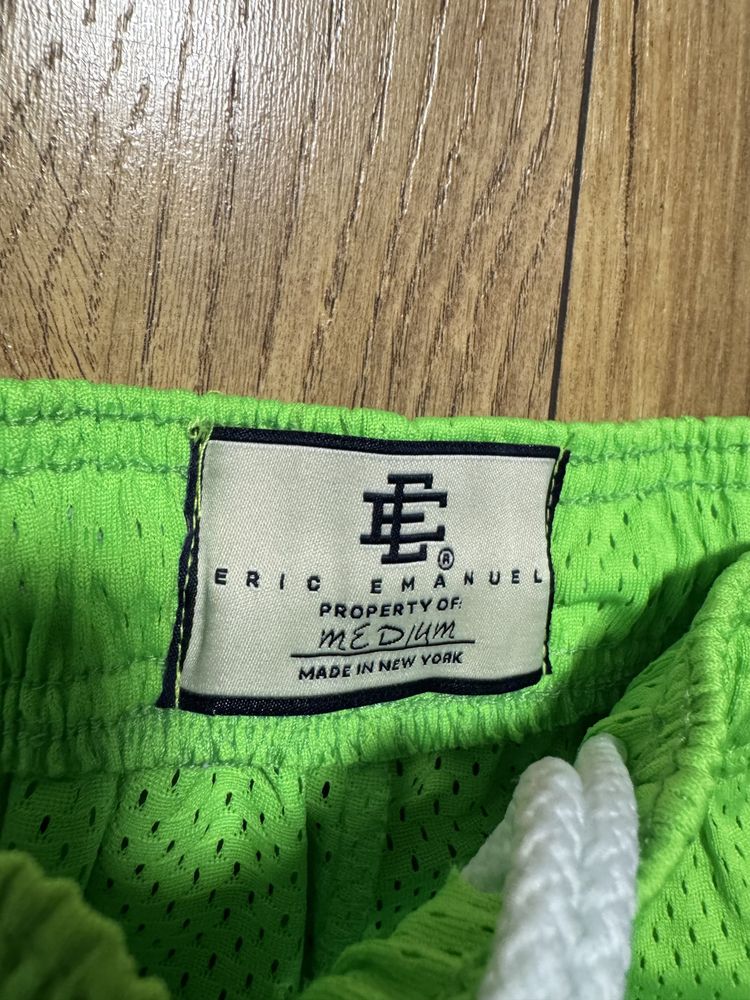 EE
®
ERIC EMANUEL
PROPERTY OF:
MEDIUM
MADE IN NEW YORK